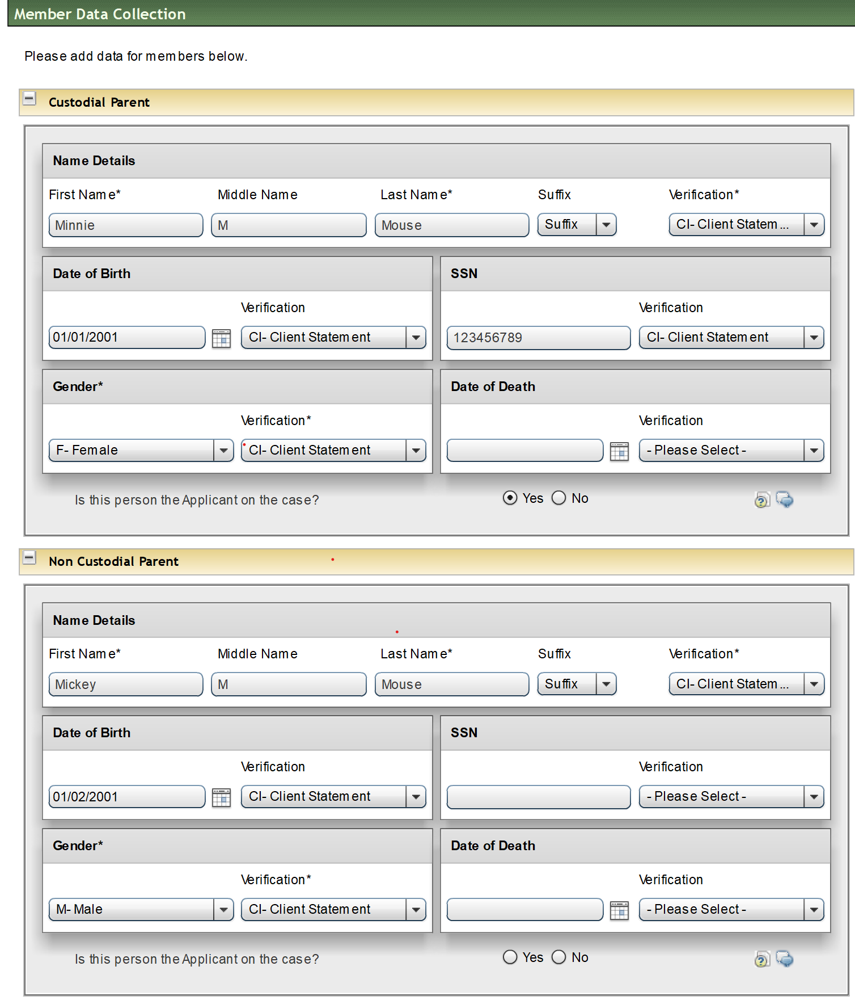 Member Data Collection
Please add data for members below.
Custodial Parent
Name Details
First Name* Middle Name Last Name* Suffix Verification*
Minnie M Mouse Suffix CI- Client Statem...
Date of Birth SSN
Verification Verification
01/01/2001 CI- Client Statement 123456789 CI- Client Statement
Gender* Date of Death
Verification* Verification
F- Female CI- Client Statement - Please Select -
Is this person the Applicant on the case? Yes No
Non Custodial Parent
Name Details
First Name* Middle Name Last Name* Suffix Verification*
Mickey M Mouse Suffix CI- Client Statem...
Date of Birth SSN
Verification Verification
01/02/2001 CI- Client Statement - Please Select -
Gender* Date of Death
Verification* Verification
M- Male CI- Client Statement - Please Select -
Is this person the Applicant on the case? Yes No